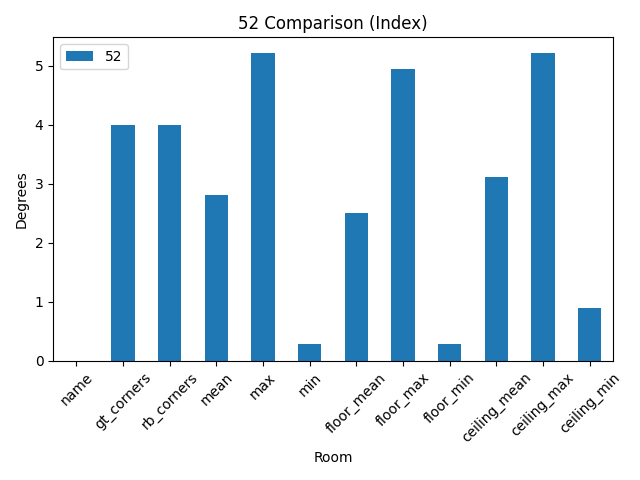 52 Comparison (Index)
52
Degrees
5
4
3
2
1
0
name
gt_corners
rb_corners
mean
max
min
floor_mean
floor_max
floor_min
ceiling_mean
ceiling_max
ceiling_min
Room